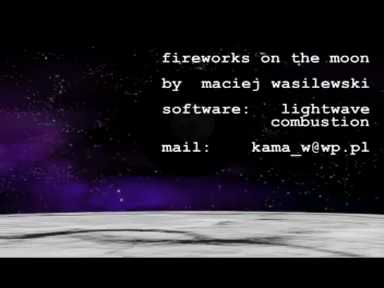 fireworks on the moon
by maciej wasilewski
software: lightwave
combustion
mail: kama_w@wp.pl